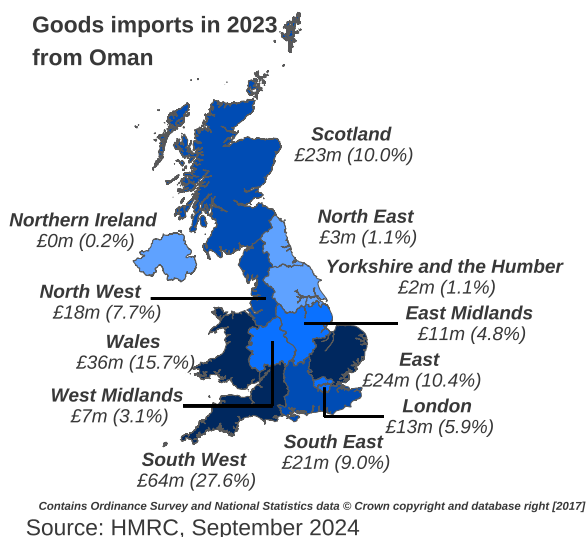 Goods imports in 2023
from Oman
Scotland
£23m (10.0%)
Northern Ireland
£0m (0.2%)
North East
£3m (1.1%)
Yorkshire and the Humber
£2m (1.1%)
North West
£18m (7.7%)
East Midlands
£11m (4.8%)
Wales
£36m (15.7%)
East
£24m (10.4%)
West Midlands
£7m (3.1%)
London
£13m (5.9%)
South East
£21m (9.0%)
South West
£64m (27.6%)
Contains Ordinance Survey and National Statistics data © Crown copyright and database right [2017]
Source: HMRC, September 2024